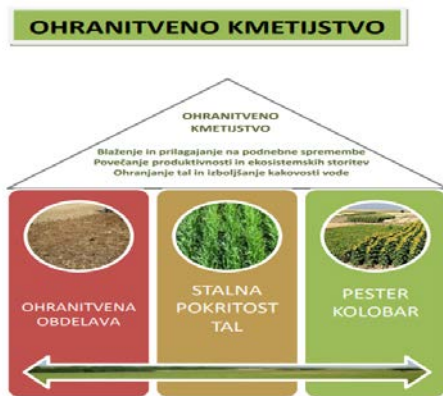 OHRANITVENO KMETIJSTVO
OHRANITVENO
KMETIJSTVO
Blaženje in prilagajanje na podnebne spremembe
Povečanje produktivnosti in ekosistemskih storitev
Ohranjanje tal in izboljšanje kakovosti vode
OHRANITVENA
OBDELAVA
STALNA
POKRITOST
TAL
PESTER
KOLOBAR